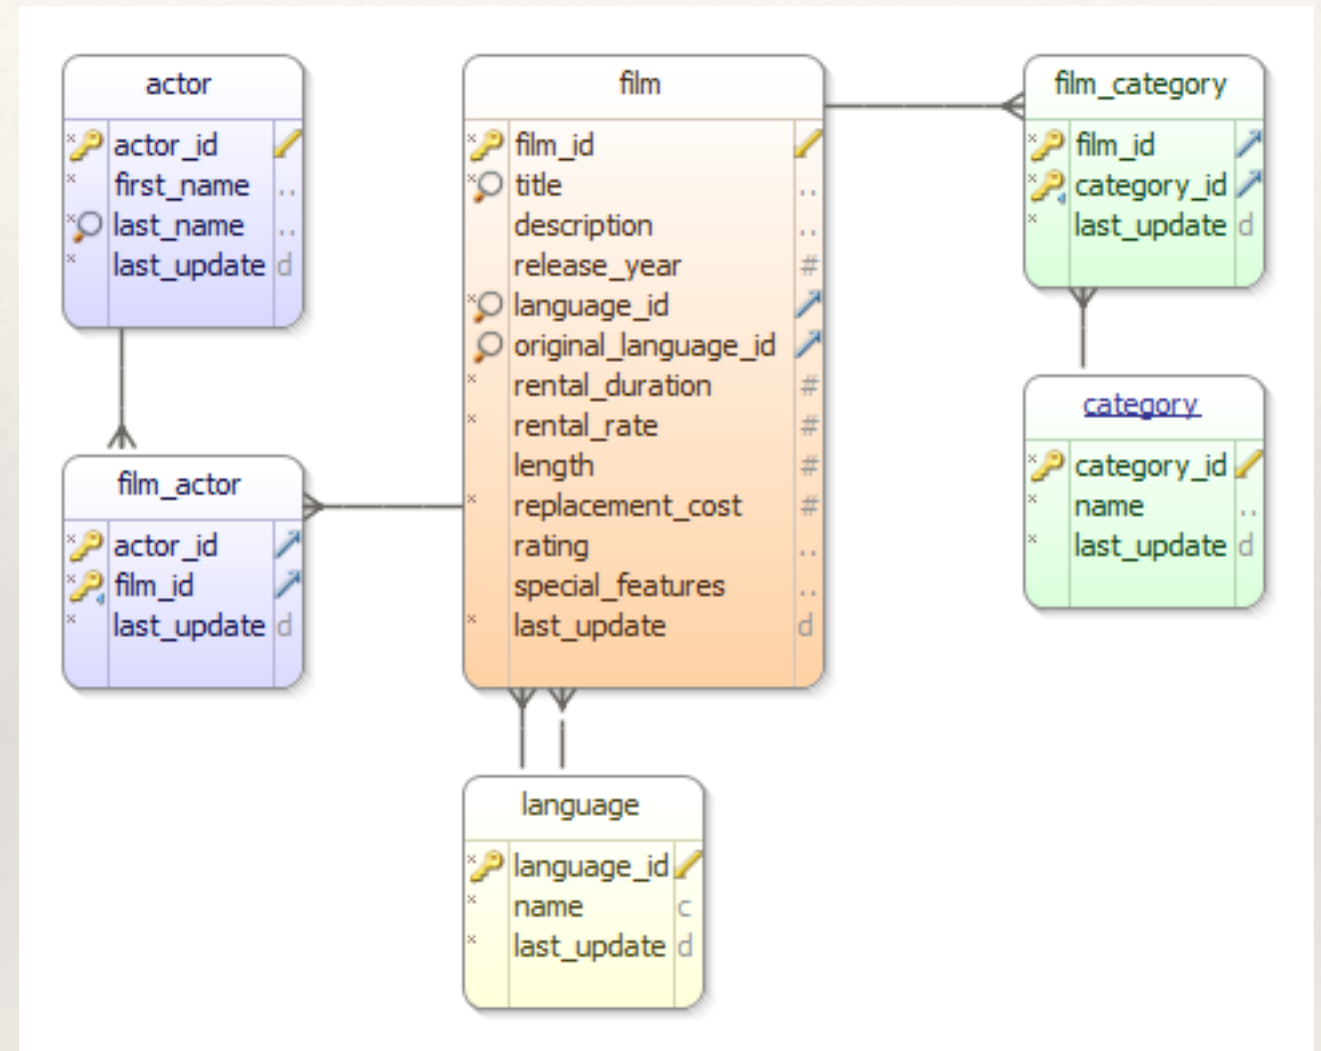 actor
actor_id
first_name ..
last_name ..
last_update d
film
film_id
title ..
description ..
release_year #
language_id
original_language_id
rental_duration #
rental_rate #
length #
replacement_cost #
rating ..
special_features ..
last_update d
film_category
film_id
category_id
last_update d
film_actor
actor_id
film_id
last_update d
category
category_id
name ..
last_update d
language
language_id
name c
last_update d